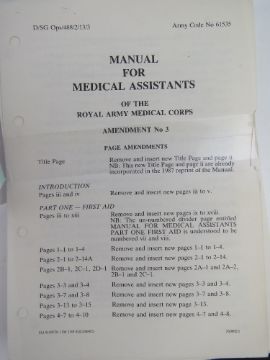 D/SG Ops/488/2/13/3 Army Code No 61535
MANUAL
FOR
MEDICAL ASSISTANTS
OF THE
ROYAL ARMY MEDICAL CORPS
AMENDMENT No 3
PAGE AMENDMENTS
Title Page Remove and insert new Title Page and page ii
NB: This new Title Page and page ii are already
incorporated in the 1987 reprint of the Manual.
INTRODUCTION
Pages iii and iv Remove and insert new pages iii to v.
PART ONE — FIRST AID
Pages ii to xii Remove and insert new pages ii to xviii.
NB: The un-numbered divider page entitled
MANUAL FOR MEDICAL ASSISTANTS
PART ONE FIRST AID is understood to be
numbered vii and viii.
Pages 1–1 to 1–4 Remove and insert new pages 1–1 to 1–4.
Pages 2–1 to 2–14A Remove and insert new pages 2–1 to 2–14.
Pages 2B–1, 2C–1, 2D–1 Remove and insert new pages 2A–1 and 2A–2,
2B–1 and 2C–1.
Pages 3–3 and 3–4 Remove and insert new pages 3–3 and 3–4.
Pages 3–7 and 3–8 Remove and insert new pages 3–7 and 3–8.
Pages 3–13 to 3–15 Remove and insert new page 3–13.
Pages 4–7 to 4–10 Remove and insert new pages 4–7 and 4–8.